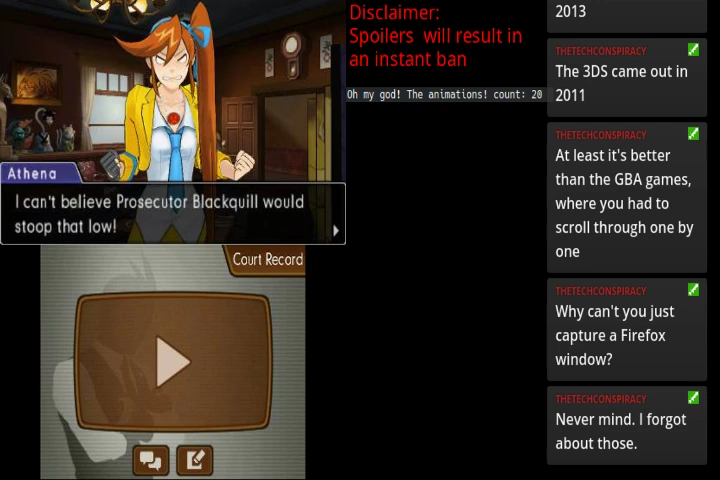 Athena
I can't believe Prosecutor Blackquill would
stoop that low!
Court Record
Disclaimer:
Spoilers will result in
an instant ban
Oh my god! The animations! count: 20
2013
THETECHCONSPIRACY
The 3DS came out in
2011
THETECHCONSPIRACY
At least it's better
than the GBA games,
where you had to
scroll through one by
one
THETECHCONSPIRACY
Why can't you just
capture a Firefox
window?
THETECHCONSPIRACY
Never mind. I forgot
about those.